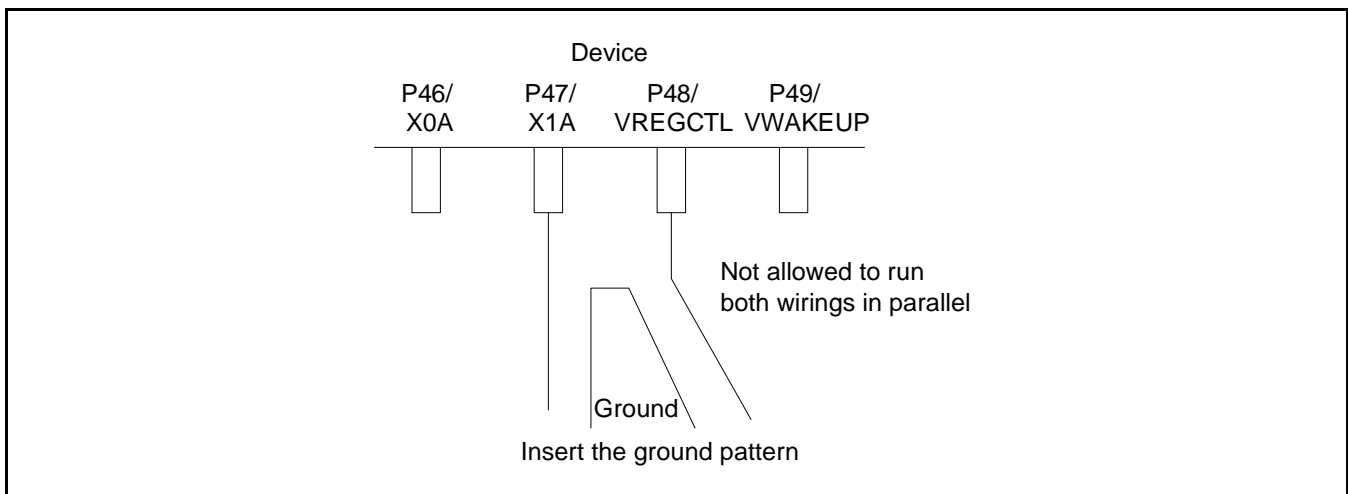 Device
P46/ P47/ P48/ P49/
X0A X1A VREGCTL VWAKEUP
Not allowed to run
both wirings in parallel
Ground
Insert the ground pattern